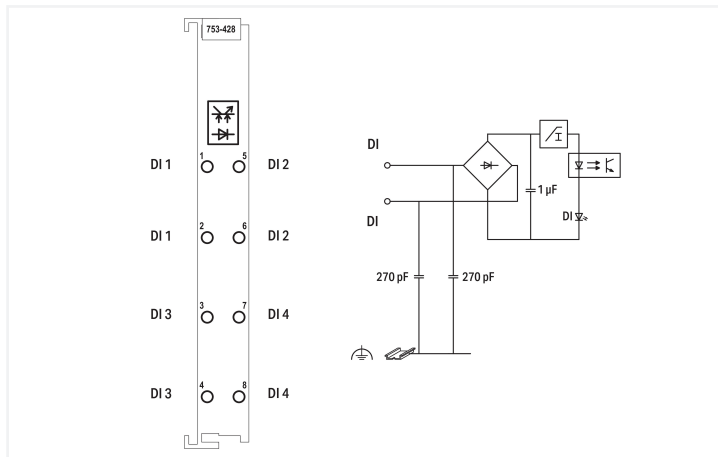 753-428
1 5
DI 1 DI 2
2 6
DI 1 DI 2
3 7
DI 3 DI 4
4 8
DI 3 DI 4
DI
DI
I
1 µF
DI
270 pF 270 pF